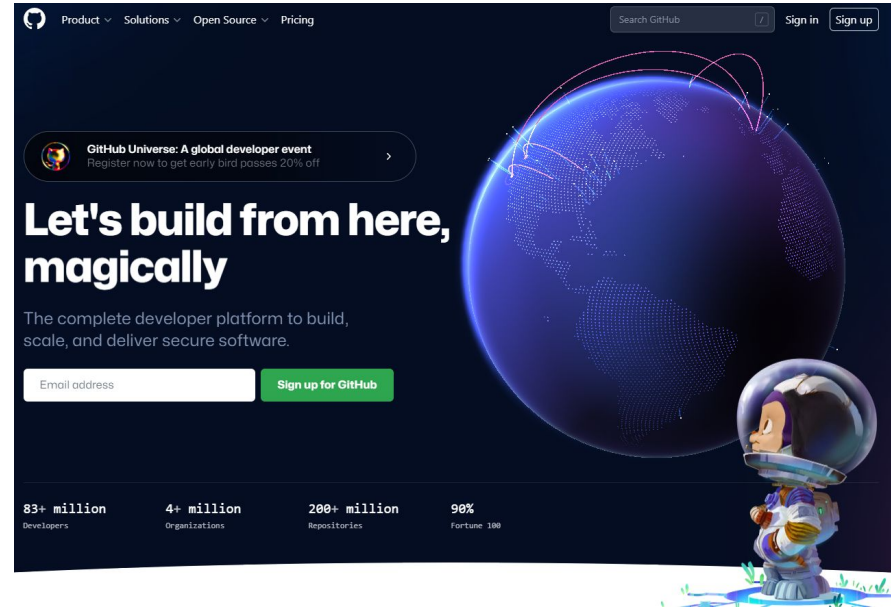 Product Solutions Open Source Pricing Search GitHub / Sign in Sign up
GitHub Universe: A global developer event
Register now to get early bird passes 20% off
Let's build from here,
magically
The complete developer platform to build,
scale, and deliver secure software.
Email address Sign up for GitHub
83+ million 4+ million 200+ million 90%
Developers Organizations Repositories Fortune 100